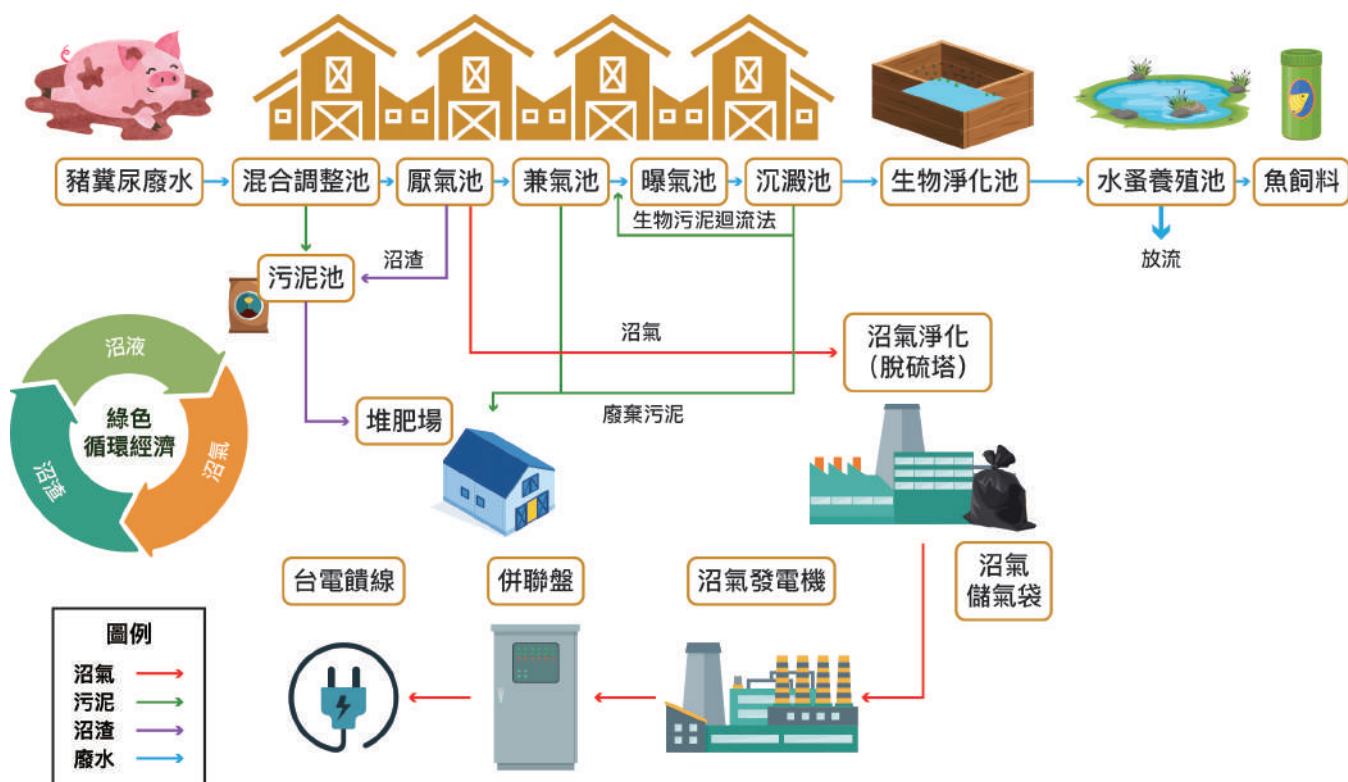 豬糞尿廢水
混合調整池
厭氧池
兼氣池
曝氣池
沉澱池
生物淨化池
水蚤養殖池
魚飼料
生物污泥迴流法
放流
污泥池
沼渣
沼氣
沼氣淨化
（脫硫塔）
廢棄污泥
堆肥場
沼液
沼氣
沼渣
綠色
循環經濟
沼氣
儲氣袋
沼氣發電機
併聯盤
台電饋線
圖例
沼氣
污泥
沼渣
廢水